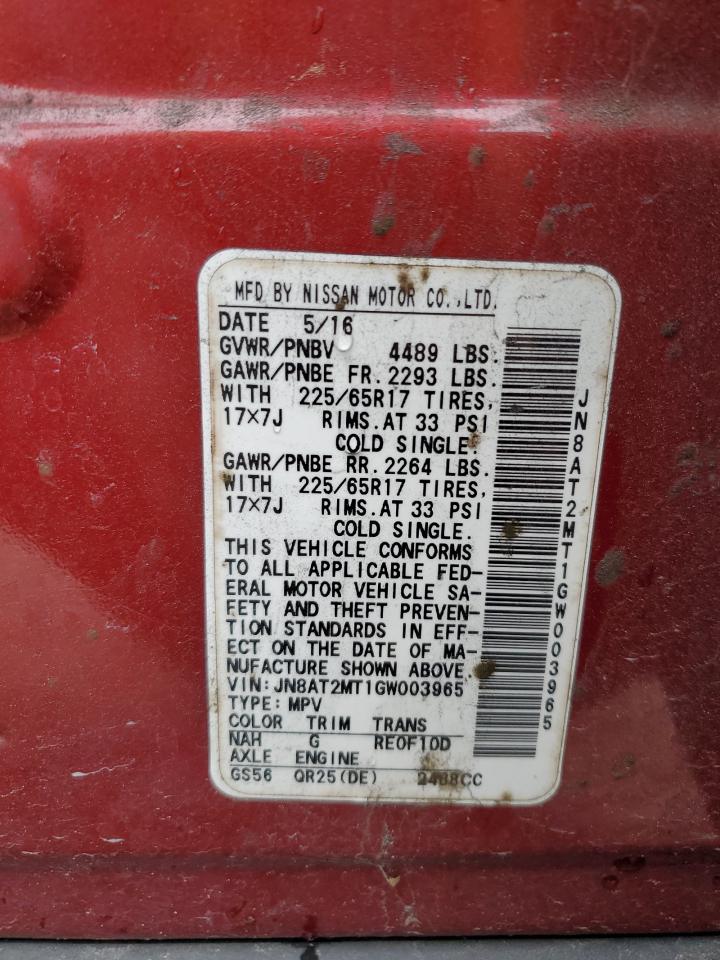 MFD BY NISSAN MOTOR CO.,LTD.
DATE 5/16
GVWR/PNBV 4489 LBS.
GAWR/PNBE FR. 2293 LBS.
WITH 225/65R17 TIRES,
17×7J RIMS. AT 33 PSI
COLD SINGLE.
GAWR/PNBE RR. 2264 LBS.
WITH 225/65R17 TIRES,
17×7J RIMS. AT 33 PSI
COLD SINGLE.
THIS VEHICLE CONFORMS
TO ALL APPLICABLE FED-
ERAL MOTOR VEHICLE SA-
FETY AND THEFT PREVEN-
TION STANDARDS IN EFF-
ECT ON THE DATE OF MA-
NUFACTURE SHOWN ABOVE.
VIN:JN8AT2MT1GW003965
TYPE:MPV
COLOR TRIM TRANS
NAH G RE0F10D
AXLE ENGINE
GS56 QR25(DE) 2488CC
JN8AT2MT1GW003965